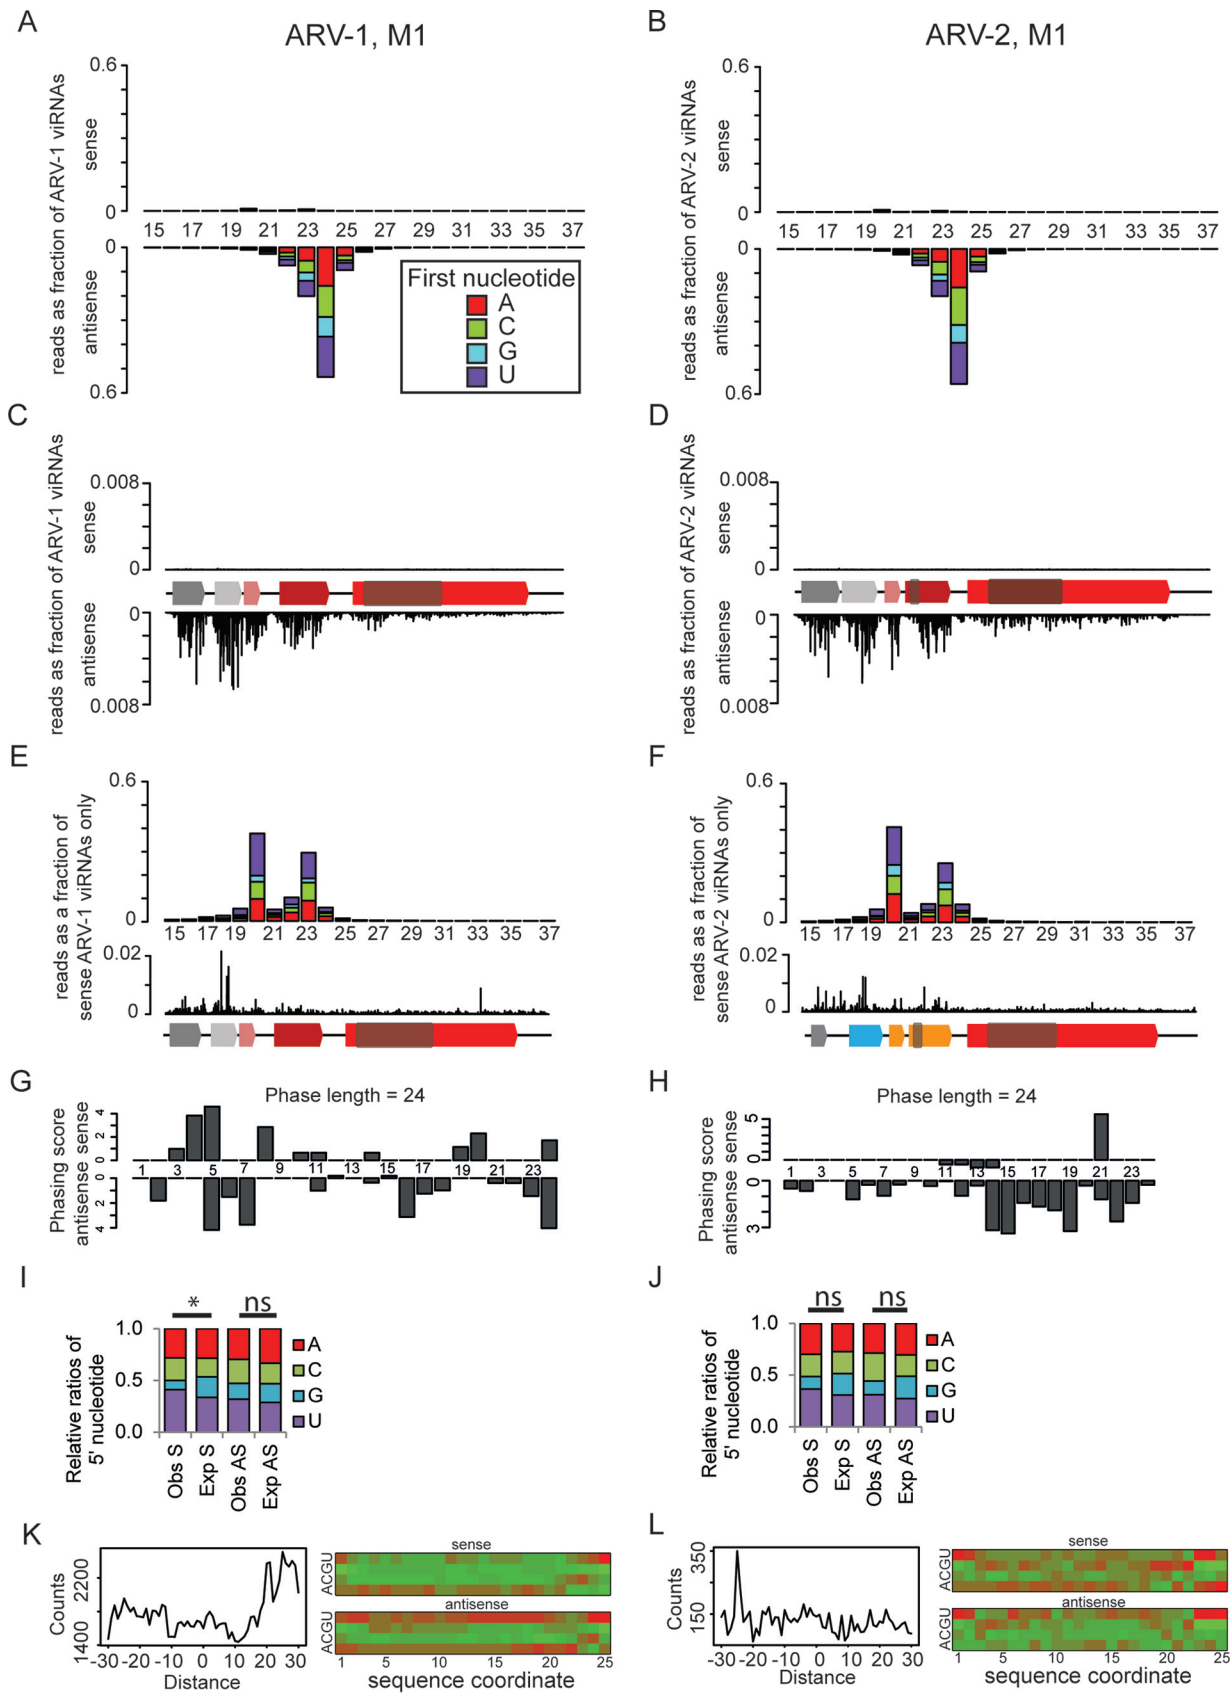 A
ARV-1, M1
B
ARV-2, M1
reads as fraction of ARV-1 viRNAs
antisense sense
0.6
0
15 17 19 21 23 25 27 29 31 33 35 37
0
0.6
First nucleotide
A
C
G
U
reads as fraction of ARV-2 viRNAs
antisense sense
0.6
0
15 17 19 21 23 25 27 29 31 33 35 37
0
0.6
C
reads as fraction of ARV-1 viRNAs
antisense sense
0.008
0
0
0.008
D
reads as fraction of ARV-2 viRNAs
antisense sense
0.008
0
0
0.008
E
reads as a fraction of
sense ARV-1 viRNAs only
0.6
0
15 17 19 21 23 25 27 29 31 33 35 37
0.02
0
F
reads as a fraction of
sense ARV-2 viRNAs only
0.6
0
15 17 19 21 23 25 27 29 31 33 35 37
0.02
0
G
Phase length = 24
Phasing score
antisense sense
4
2
0
1 3 5 7 9 11 13 15 17 19 21 23
0
2
4
H
Phase length = 24
Phasing score
antisense sense
5
0
1 3 5 7 9 11 13 15 17 19 21 23
0
3
I
* ns
Relative ratios of
5' nucleotide
1.0
0.5
0.0
A
C
G
U
Obs S
Exp S
Obs AS
Exp AS
J
ns ns
Relative ratios of
5' nucleotide
1.0
0.5
0.0
A
C
G
U
Obs S
Exp S
Obs AS
Exp AS
K
Counts
1400 2200
-30 -20 -10 0 10 20 30
Distance
sense
ACGU
antisense
ACGU
1 5 10 15 20 25
sequence coordinate
L
Counts
150 350
-30 -20 -10 0 10 20 30
Distance
sense
ACGU
antisense
ACGU
1 5 10 15 20 25
sequence coordinate